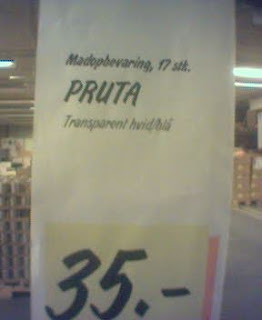 Madopbevaring, 17 stk.
PRUTA
Transparent hvid/blå
35.-